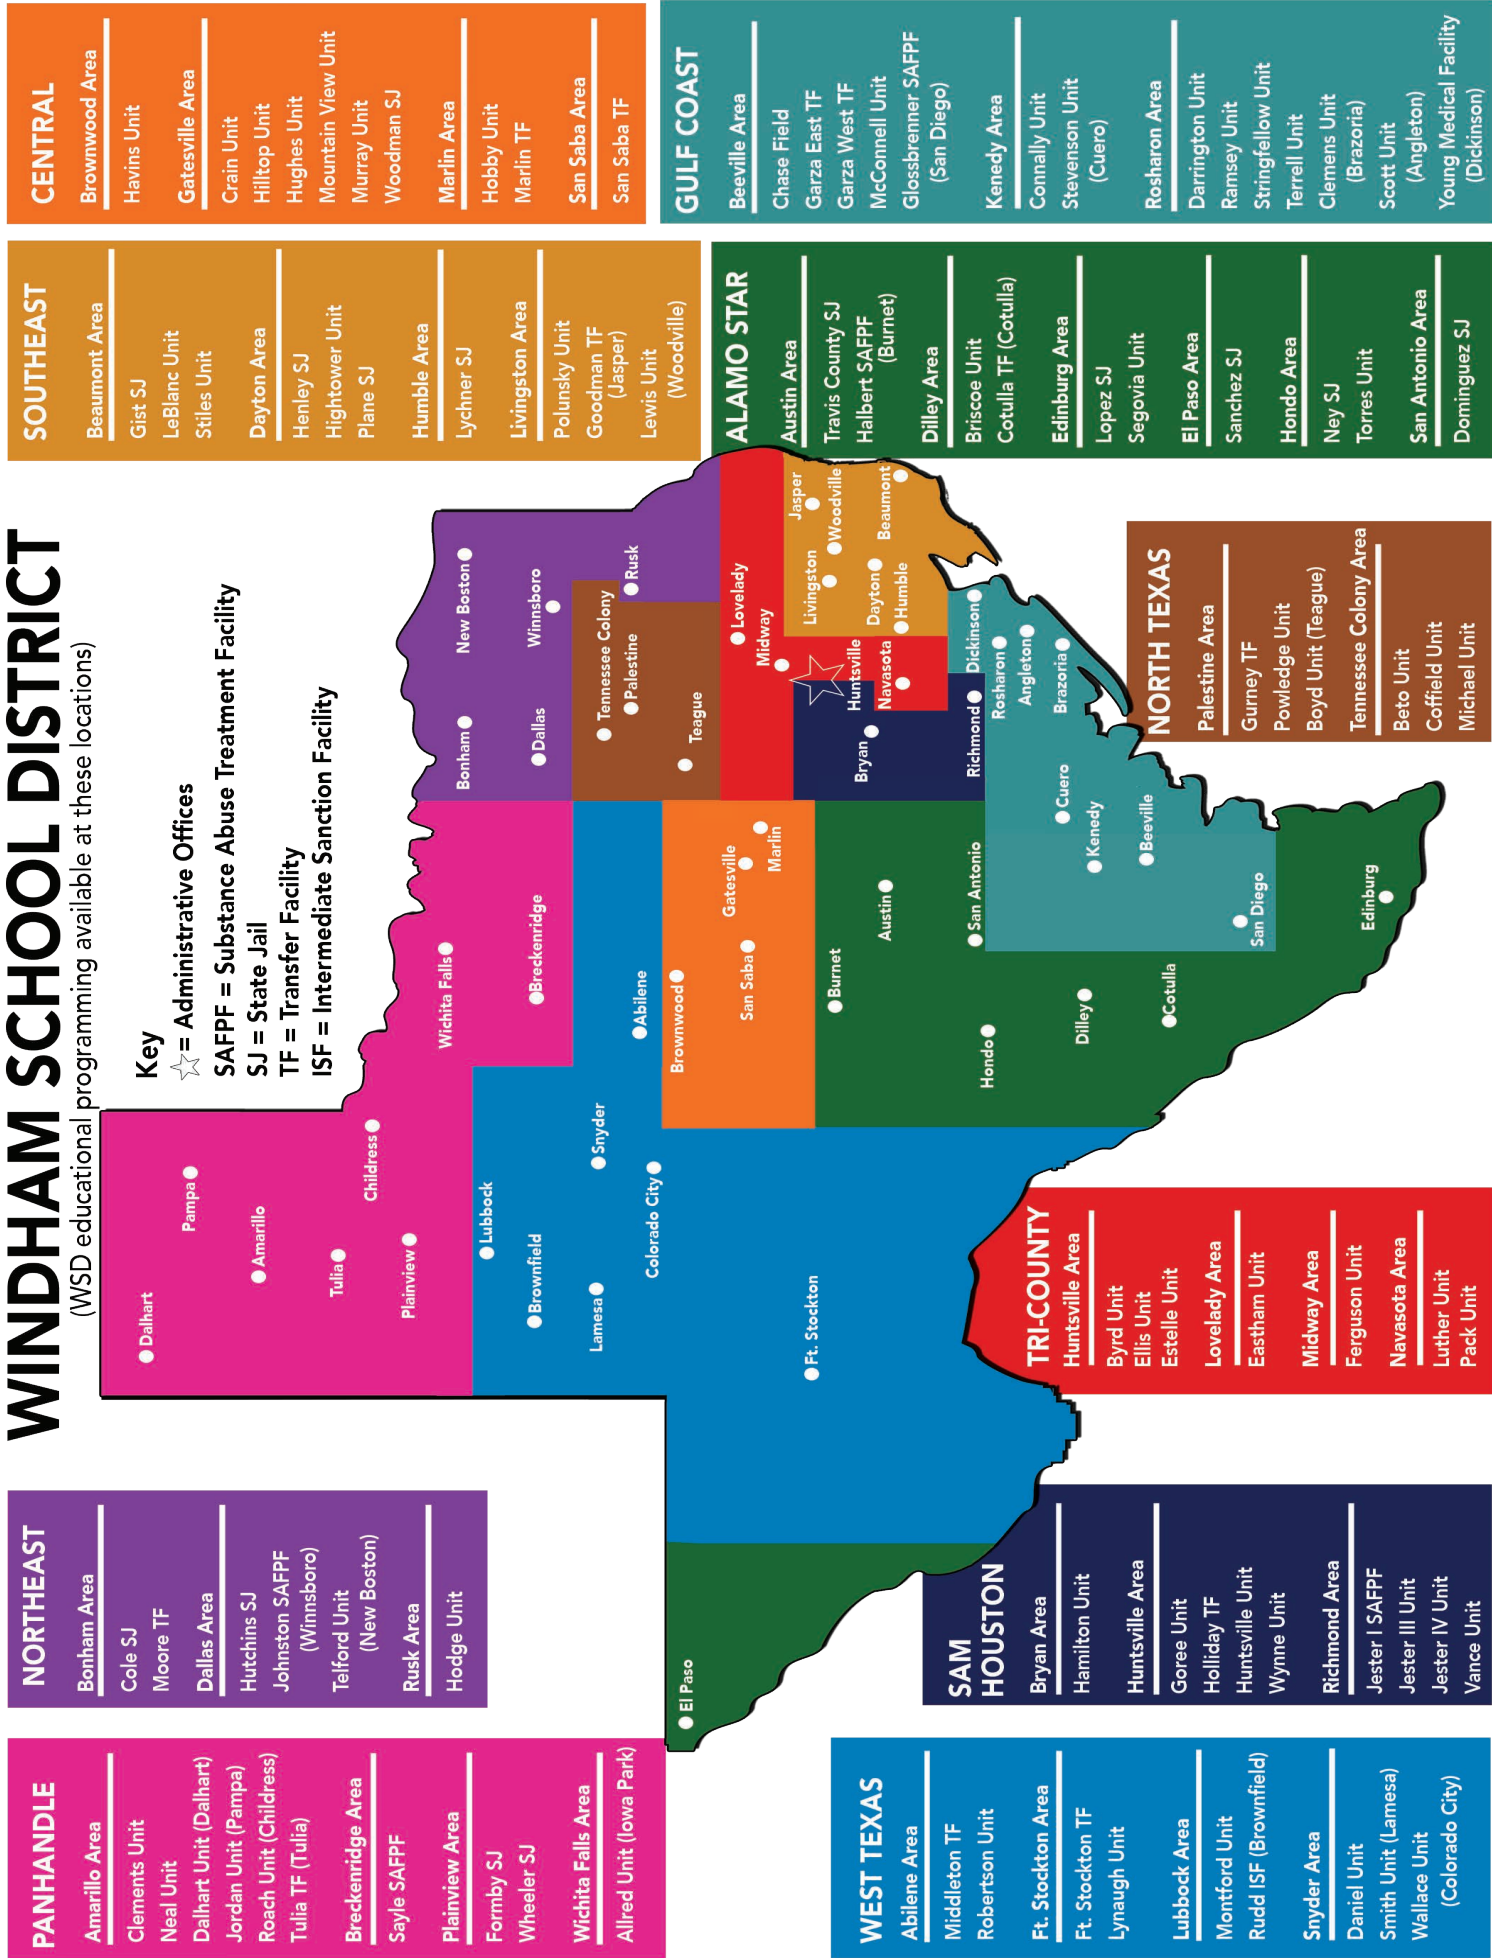 WINDHAM SCHOOL DISTRICT
(WSD educational programming available at these locations)
Key
☆= Administrative Offices
SAFPF = Substance Abuse Treatment Facility
SJ = State Jail
TF = Transfer Facility
ISF = Intermediate Sanction Facility
PANHANDLE
Amarillo Area
Clements Unit
Neal Unit
Dalhart Unit (Dalhart)
Jordan Unit (Pampa)
Roach Unit (Childress)
Tulia TF (Tulia)
Breckenridge Area
Sayle SAFPF
Plainview Area
Formby SJ
Wheeler SJ
Wichita Falls Area
Allred Unit (Iowa Park)
NORTHEAST
Bonham Area
Cole SJ
Moore TF
Dallas Area
Hutchins SJ
Johnston SAFPF
(Winnsboro)
Telford Unit
(New Boston)
Rusk Area
Hodge Unit
SOUTHEAST
Beaumont Area
Gist SJ
LeBlanc Unit
Stiles Unit
Dayton Area
Henley SJ
Hightower Unit
Plane SJ
Humble Area
Lychner SJ
Livingston Area
Polunsky Unit
Goodman TF
(Jasper)
Lewis Unit
(Woodville)
CENTRAL
Brownwood Area
Havins Unit
Gatesville Area
Crain Unit
Hilltop Unit
Hughes Unit
Mountain View Unit
Murray Unit
Woodman SJ
Marlin Area
Hobby Unit
Marlin TF
San Saba Area
San Saba TF
Dalhart
Pampa
Amarillo
Tulia
Childress
Plainview
Wichita Falls
Breckenridge
Bonham
New Boston
Dallas
Winnsboro
Rusk
Tennessee Colony
Palestine
Teague
Lubbock
Brownfield
Snyder
Lamesa
Colorado City
Abilene
Ft. Stockton
El Paso
Brownwood
San Saba
Gatesville
Marlin
Lovelady
Midway
Huntsville
Navasota
Bryan
Richmond
Jasper
Woodville
Livingston
Beaumont
Dayton
Humble
Dickinson
Rosharon
Angleton
Brazoria
Cuero
Kenedy
Beeville
San Diego
Burnet
Austin
San Antonio
Hondo
Dilley
Cotulla
Edinburg
WEST TEXAS
Abilene Area
Middleton TF
Robertson Unit
Ft. Stockton Area
Ft. Stockton TF
Lynaugh Unit
Lubbock Area
Montford Unit
Rudd ISF (Brownfield)
Snyder Area
Daniel Unit
Smith Unit (Lamesa)
Wallace Unit
(Colorado City)
SAM
HOUSTON
Bryan Area
Hamilton Unit
Huntsville Area
Goree Unit
Holliday TF
Huntsville Unit
Wynne Unit
Richmond Area
Jester I SAFPF
Jester III Unit
Jester IV Unit
Vance Unit
TRI-COUNTY
Huntsville Area
Byrd Unit
Ellis Unit
Estelle Unit
Lovelady Area
Eastham Unit
Midway Area
Ferguson Unit
Navasota Area
Luther Unit
Pack Unit
NORTH TEXAS
Palestine Area
Gurney TF
Powledge Unit
Boyd Unit (Teague)
Tennessee Colony Area
Beto Unit
Coffield Unit
Michael Unit
ALAMO STAR
Austin Area
Travis County SJ
Halbert SAFPF
(Burnet)
Dilley Area
Briscoe Unit
Cotulla TF (Cotulla)
Edinburg Area
Lopez SJ
Segovia Unit
El Paso Area
Sanchez SJ
Hondo Area
Ney SJ
Torres Unit
San Antonio Area
Dominguez SJ
GULF COAST
Beeville Area
Chase Field
Garza East TF
Garza West TF
McConnell Unit
Glossbrenner SAFPF
(San Diego)
Kenedy Area
Connally Unit
Stevenson Unit
(Cuero)
Rosharon Area
Darrington Unit
Ramsey Unit
Stringfellow Unit
Terrell Unit
Clemens Unit
(Brazoria)
Scott Unit
(Angleton)
Young Medical Facility
(Dickinson)